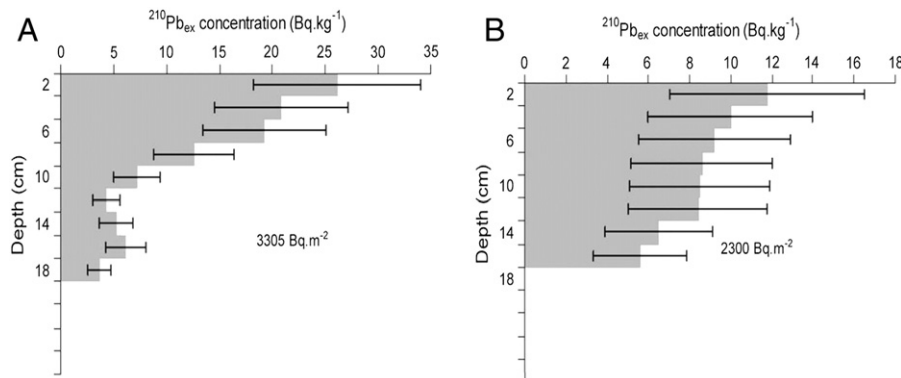 A
²¹⁰Pbₑₓ concentration (Bq.kg⁻¹)
0 5 10 15 20 25 30 35
Depth (cm)
2
6
10
14
18
3305 Bq.m⁻²
B
²¹⁰Pbₑₓ concentration (Bq.kg⁻¹)
0 2 4 6 8 10 12 14 16 18
Depth (cm)
2
6
10
14
18
2300 Bq.m⁻²